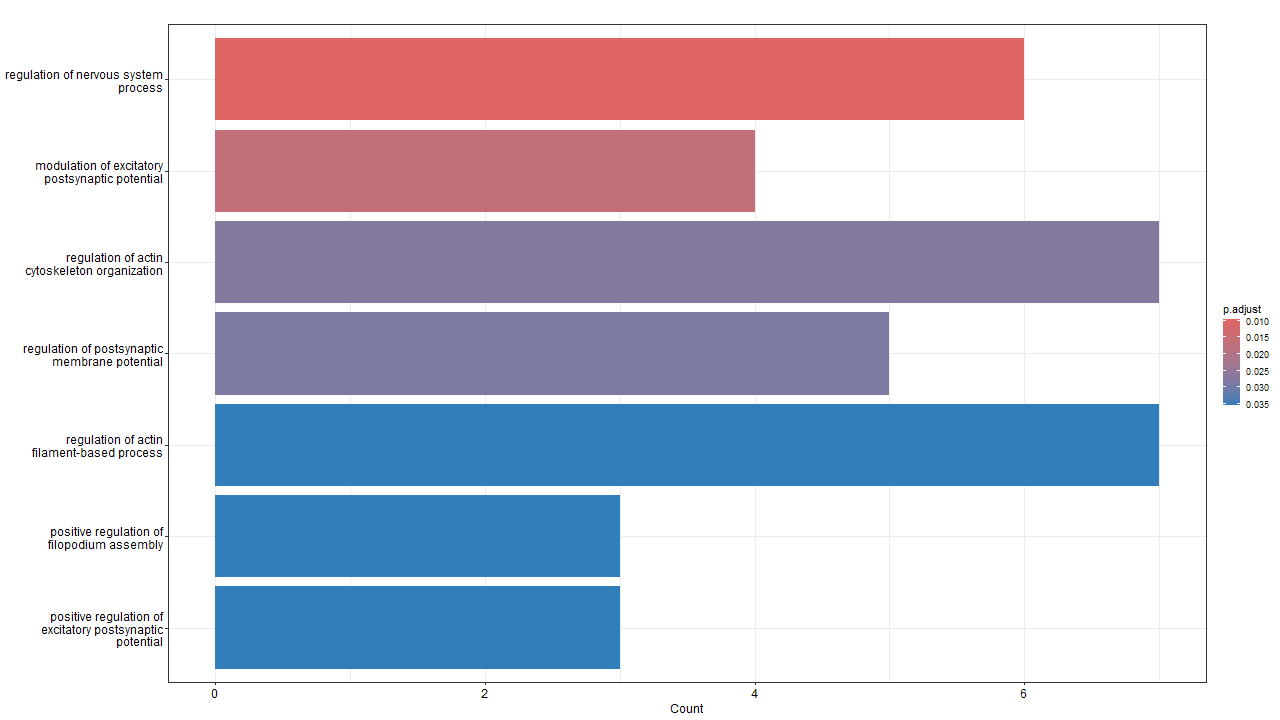 regulation of nervous system
process
modulation of excitatory
postsynaptic potential
regulation of actin
cytoskeleton organization
regulation of postsynaptic
membrane potential
regulation of actin
filament-based process
positive regulation of
filopodium assembly
positive regulation of
excitatory postsynaptic
potential
0
2
4
6
Count
p.adjust
0.010
0.015
0.020
0.025
0.030
0.035